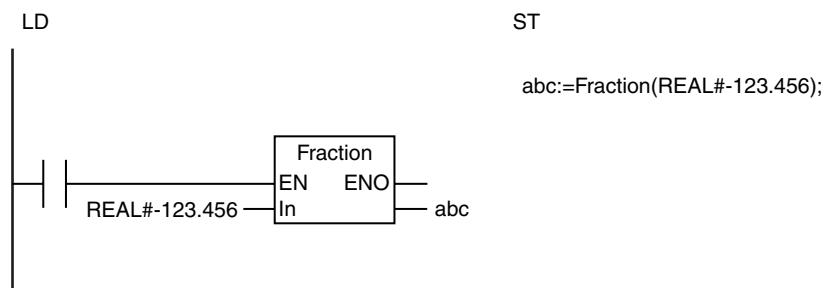 LD
ST
abc:=Fraction(REAL#-123.456);
Fraction
EN ENO
REAL#-123.456 In abc